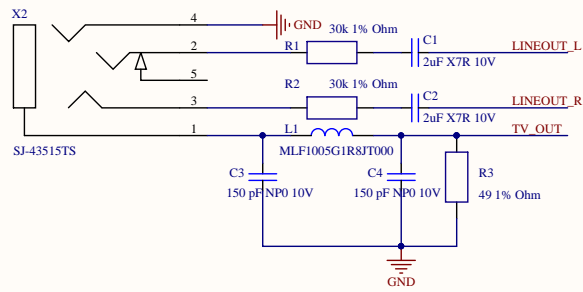 X2
4
GND
30k 1% Ohm
C1
2
R1
LINEOUT_L
2uF X7R 10V
5
R2
30k 1% Ohm
C2
3
LINEOUT_R
2uF X7R 10V
1
L1
TV_OUT
SJ-43515TS
MLF1005G1R8JT000
C3
C4
R3
150 pF NP0 10V
150 pF NP0 10V
49 1% Ohm
GND